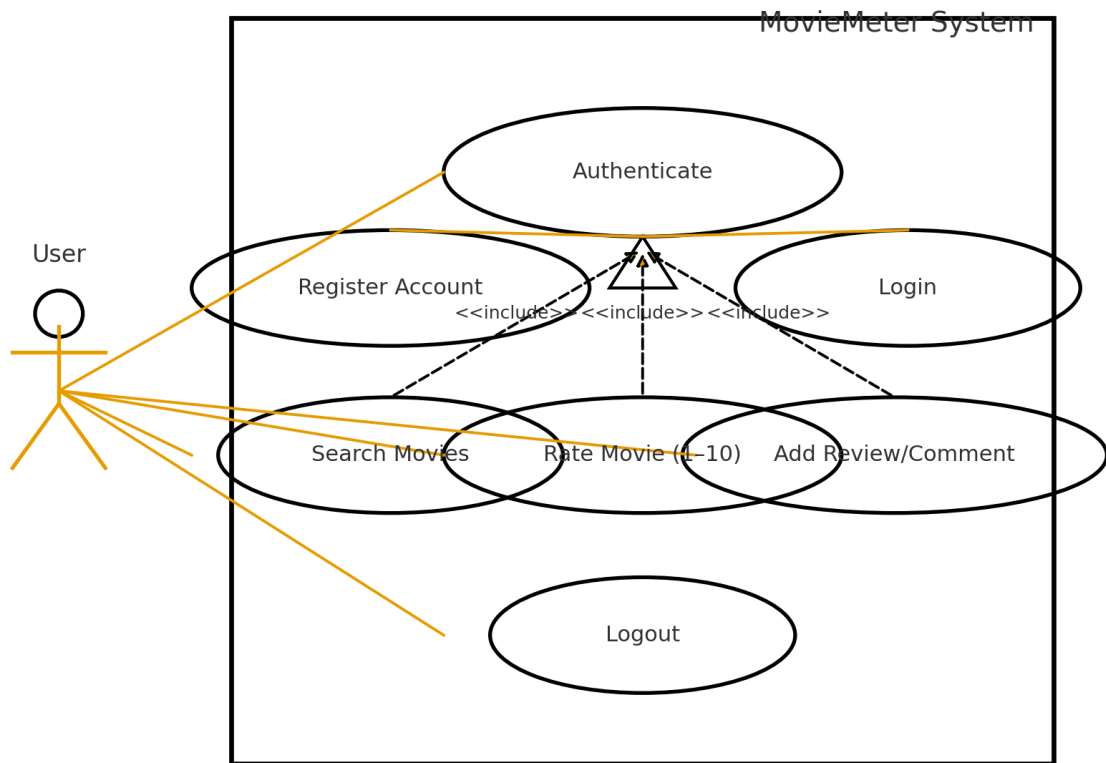 MovieMeter System
Authenticate
User
Register Account
Login
<<include>>
<<include>>
<<include>>
Search Movies
Rate Movie (1–10)
Add Review/Comment
Logout